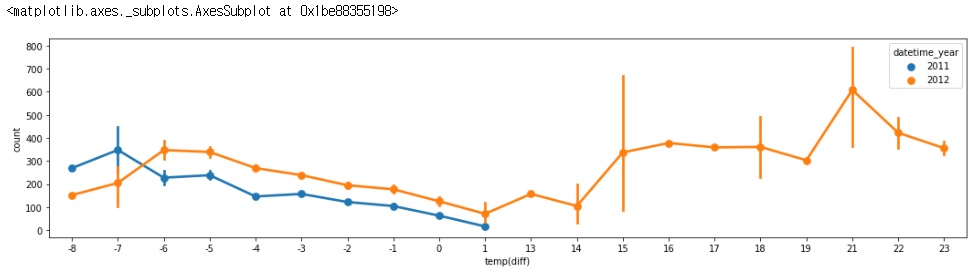 <matplotlib.axes._subplots.AxesSubplot at 0x1be88355198>
800
700
600
500
400
300
200
100
0
count
datetime_year
2011
2012
-8 -7 -6 -5 -4 -3 -2 -1 0 1 13 14 15 16 17 18 19 21 22 23
temp(diff)